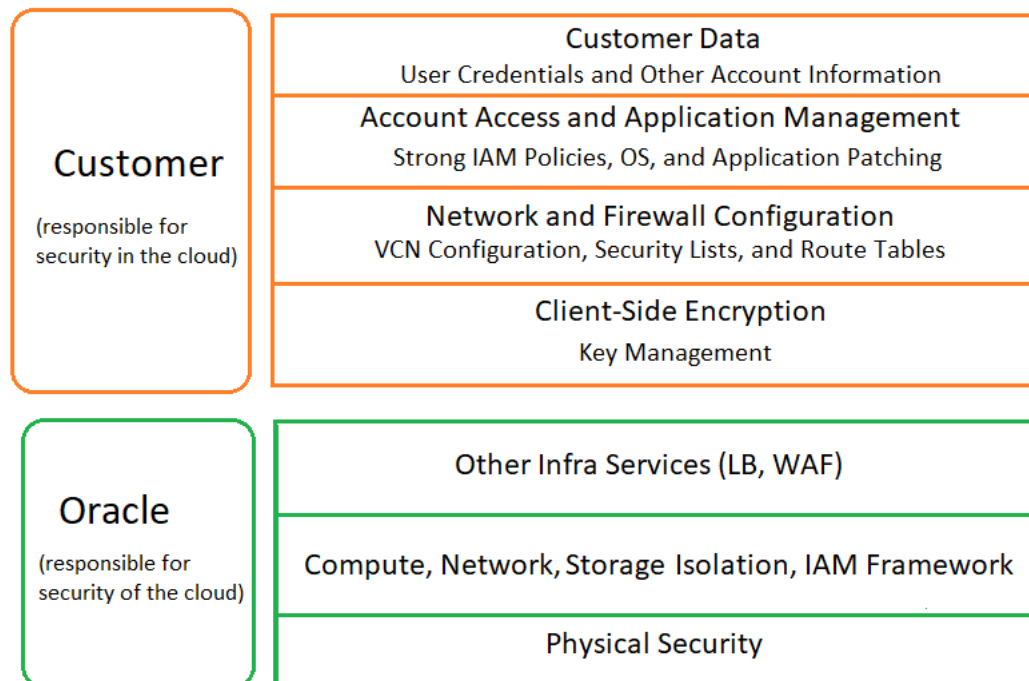 Customer
(responsible for
security in the cloud)
Customer Data
User Credentials and Other Account Information
Account Access and Application Management
Strong IAM Policies, OS, and Application Patching
Network and Firewall Configuration
VCN Configuration, Security Lists, and Route Tables
Client-Side Encryption
Key Management
Oracle
(responsible for
security of the cloud)
Other Infra Services (LB, WAF)
Compute, Network, Storage Isolation, IAM Framework
Physical Security